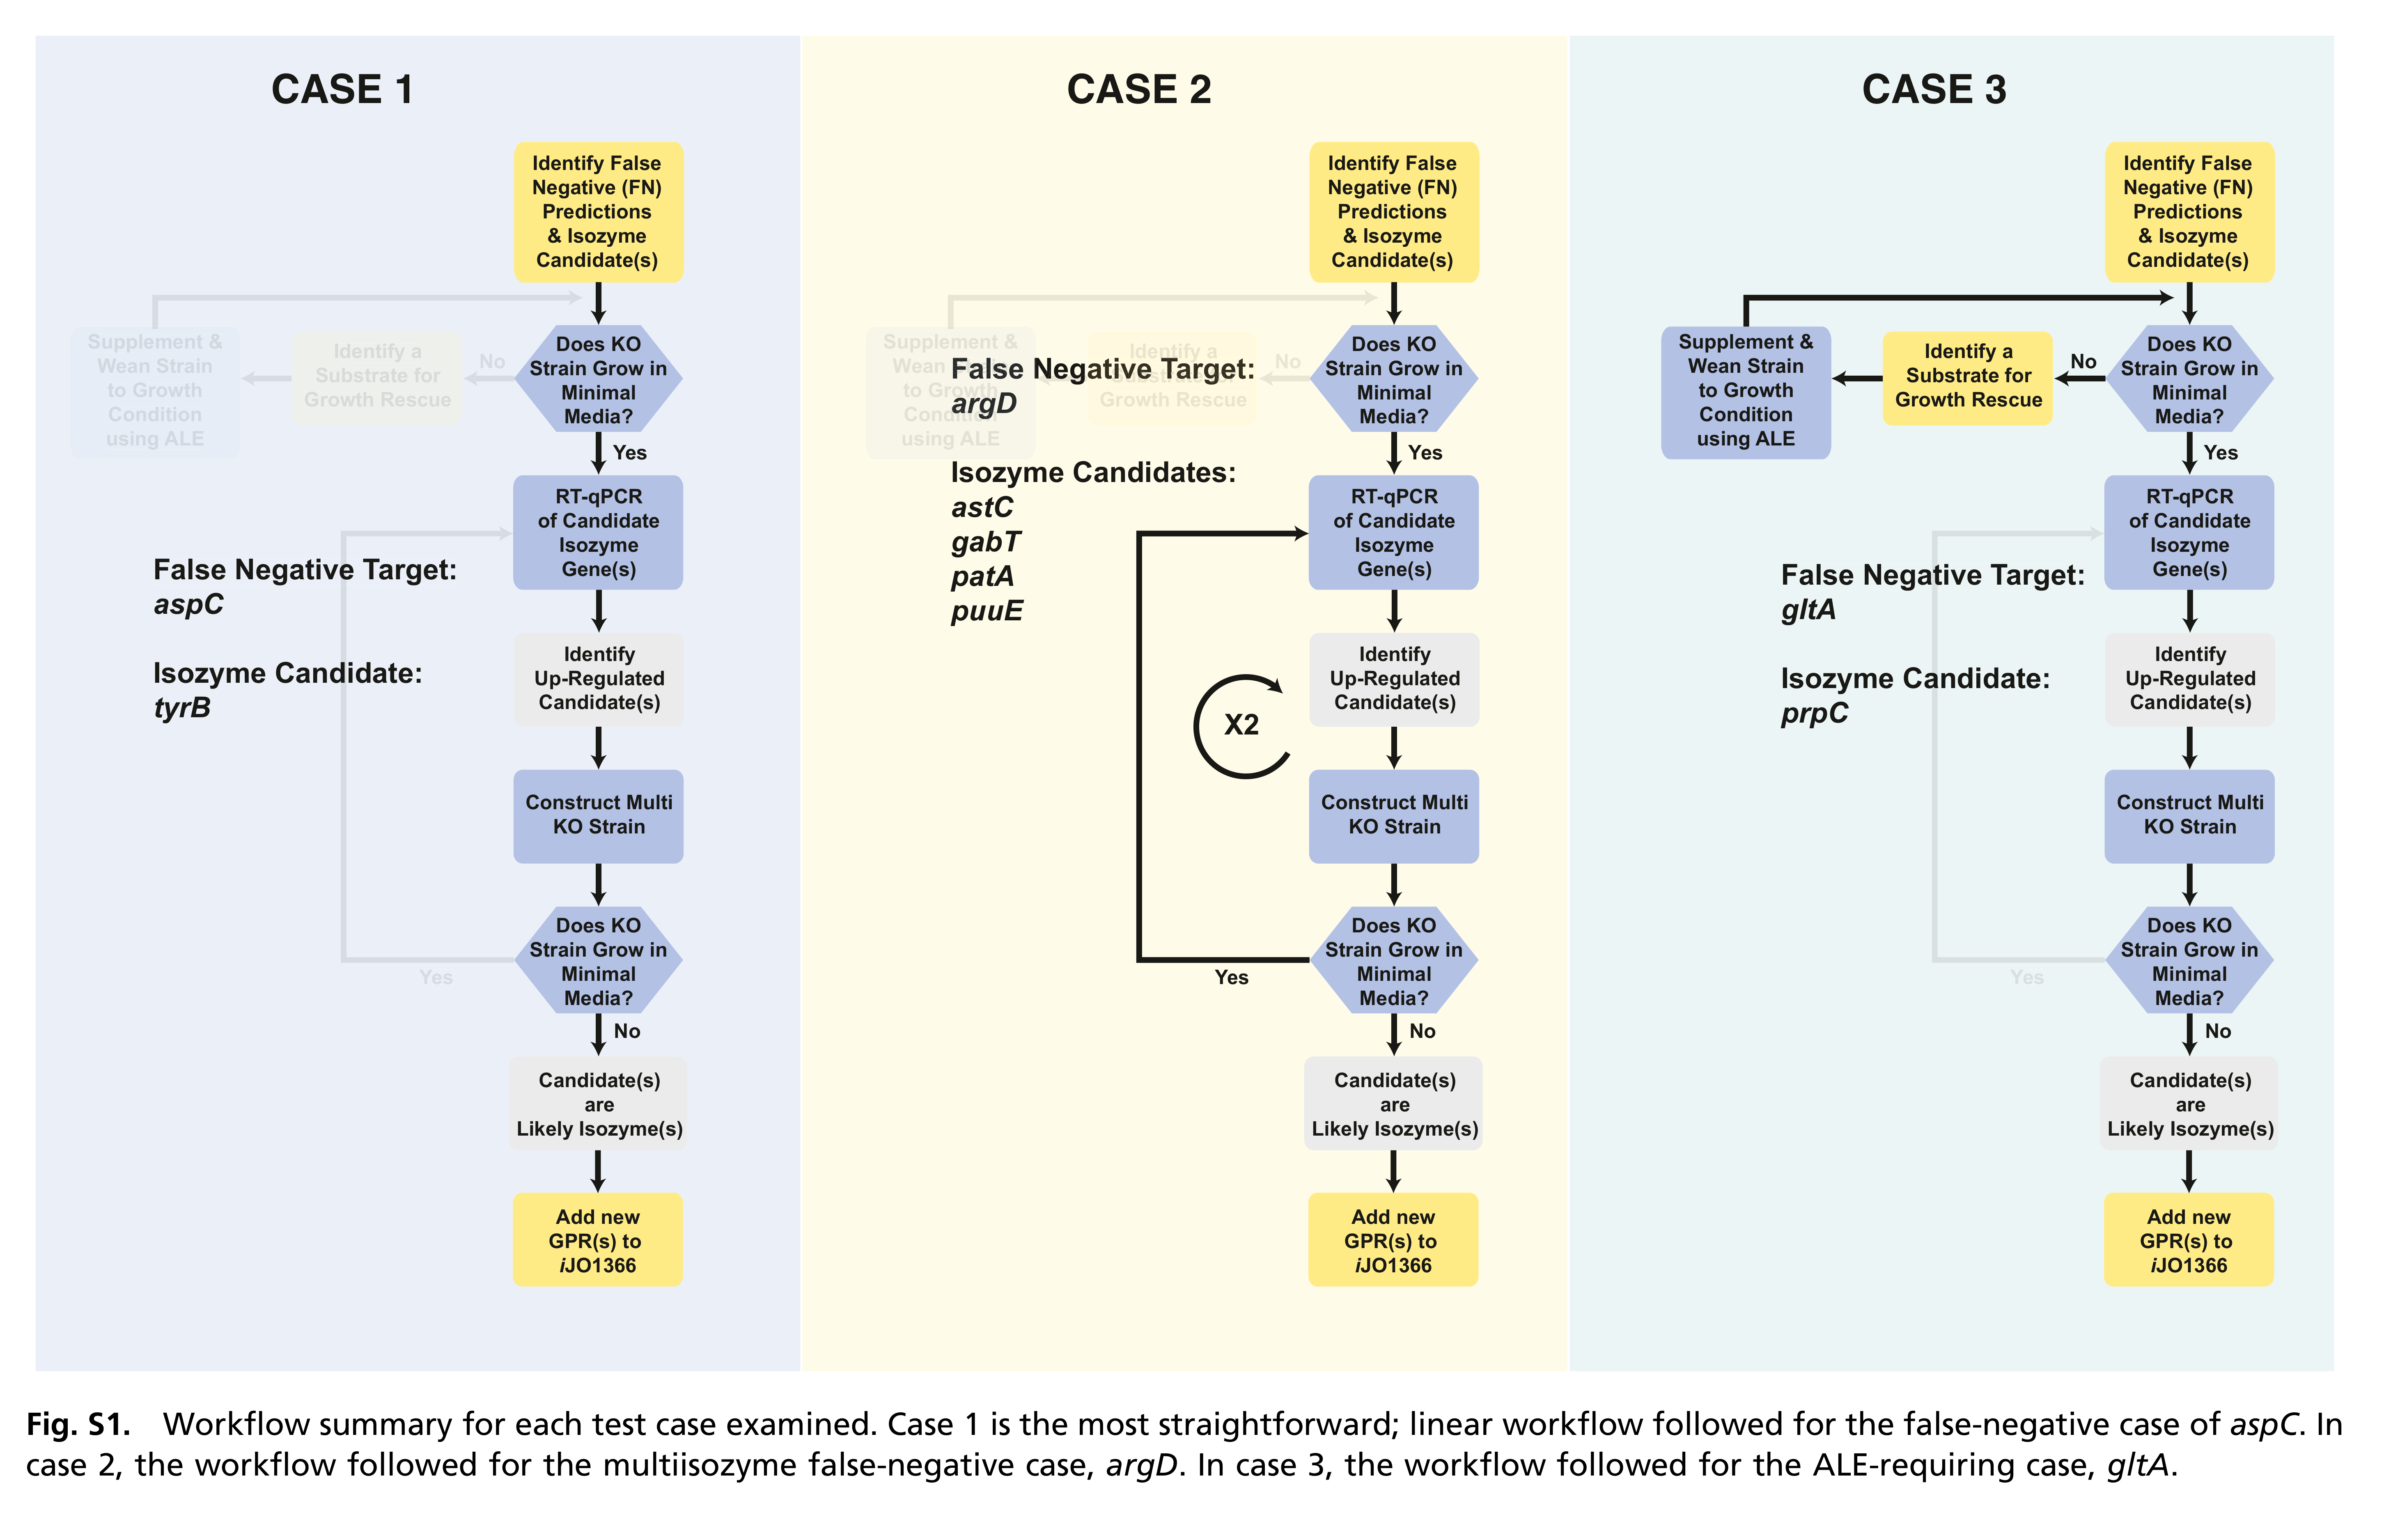 CASE 1
Identify False
Negative (FN)
Predictions
& Isozyme
Candidate(s)
Does KO
Strain Grow in
Minimal
Media?
No
Identify a
Substrate for
Growth Rescue
Supplement &
Wean Strain
to Growth
Condition
using ALE
Yes
RT-qPCR
of Candidate
Isozyme
Gene(s)
False Negative Target:
aspC
Isozyme Candidate:
tyrB
Identify
Up-Regulated
Candidate(s)
Construct Multi
KO Strain
Does KO
Strain Grow in
Minimal
Media?
Yes
No
Candidate(s)
are
Likely Isozyme(s)
Add new
GPR(s) to
iJO1366
CASE 2
Identify False
Negative (FN)
Predictions
& Isozyme
Candidate(s)
Does KO
Strain Grow in
Minimal
Media?
No
Identify a
Substrate for
Growth Rescue
Supplement &
Wean Strain
to Growth
Condition
using ALE
False Negative Target:
argD
Isozyme Candidates:
astC
gabT
patA
puuE
Yes
RT-qPCR
of Candidate
Isozyme
Gene(s)
Identify
Up-Regulated
Candidate(s)
X2
Construct Multi
KO Strain
Does KO
Strain Grow in
Minimal
Media?
Yes
No
Candidate(s)
are
Likely Isozyme(s)
Add new
GPR(s) to
iJO1366
CASE 3
Identify False
Negative (FN)
Predictions
& Isozyme
Candidate(s)
Does KO
Strain Grow in
Minimal
Media?
No
Identify a
Substrate for
Growth Rescue
Supplement &
Wean Strain
to Growth
Condition
using ALE
Yes
RT-qPCR
of Candidate
Isozyme
Gene(s)
False Negative Target:
gltA
Isozyme Candidate:
prpC
Identify
Up-Regulated
Candidate(s)
Construct Multi
KO Strain
Does KO
Strain Grow in
Minimal
Media?
Yes
No
Candidate(s)
are
Likely Isozyme(s)
Add new
GPR(s) to
iJO1366
Fig. S1. Workflow summary for each test case examined. Case 1 is the most straightforward; linear workflow followed for the false-negative case of aspC. In
case 2, the workflow followed for the multiisozyme false-negative case, argD. In case 3, the workflow followed for the ALE-requiring case, gltA.